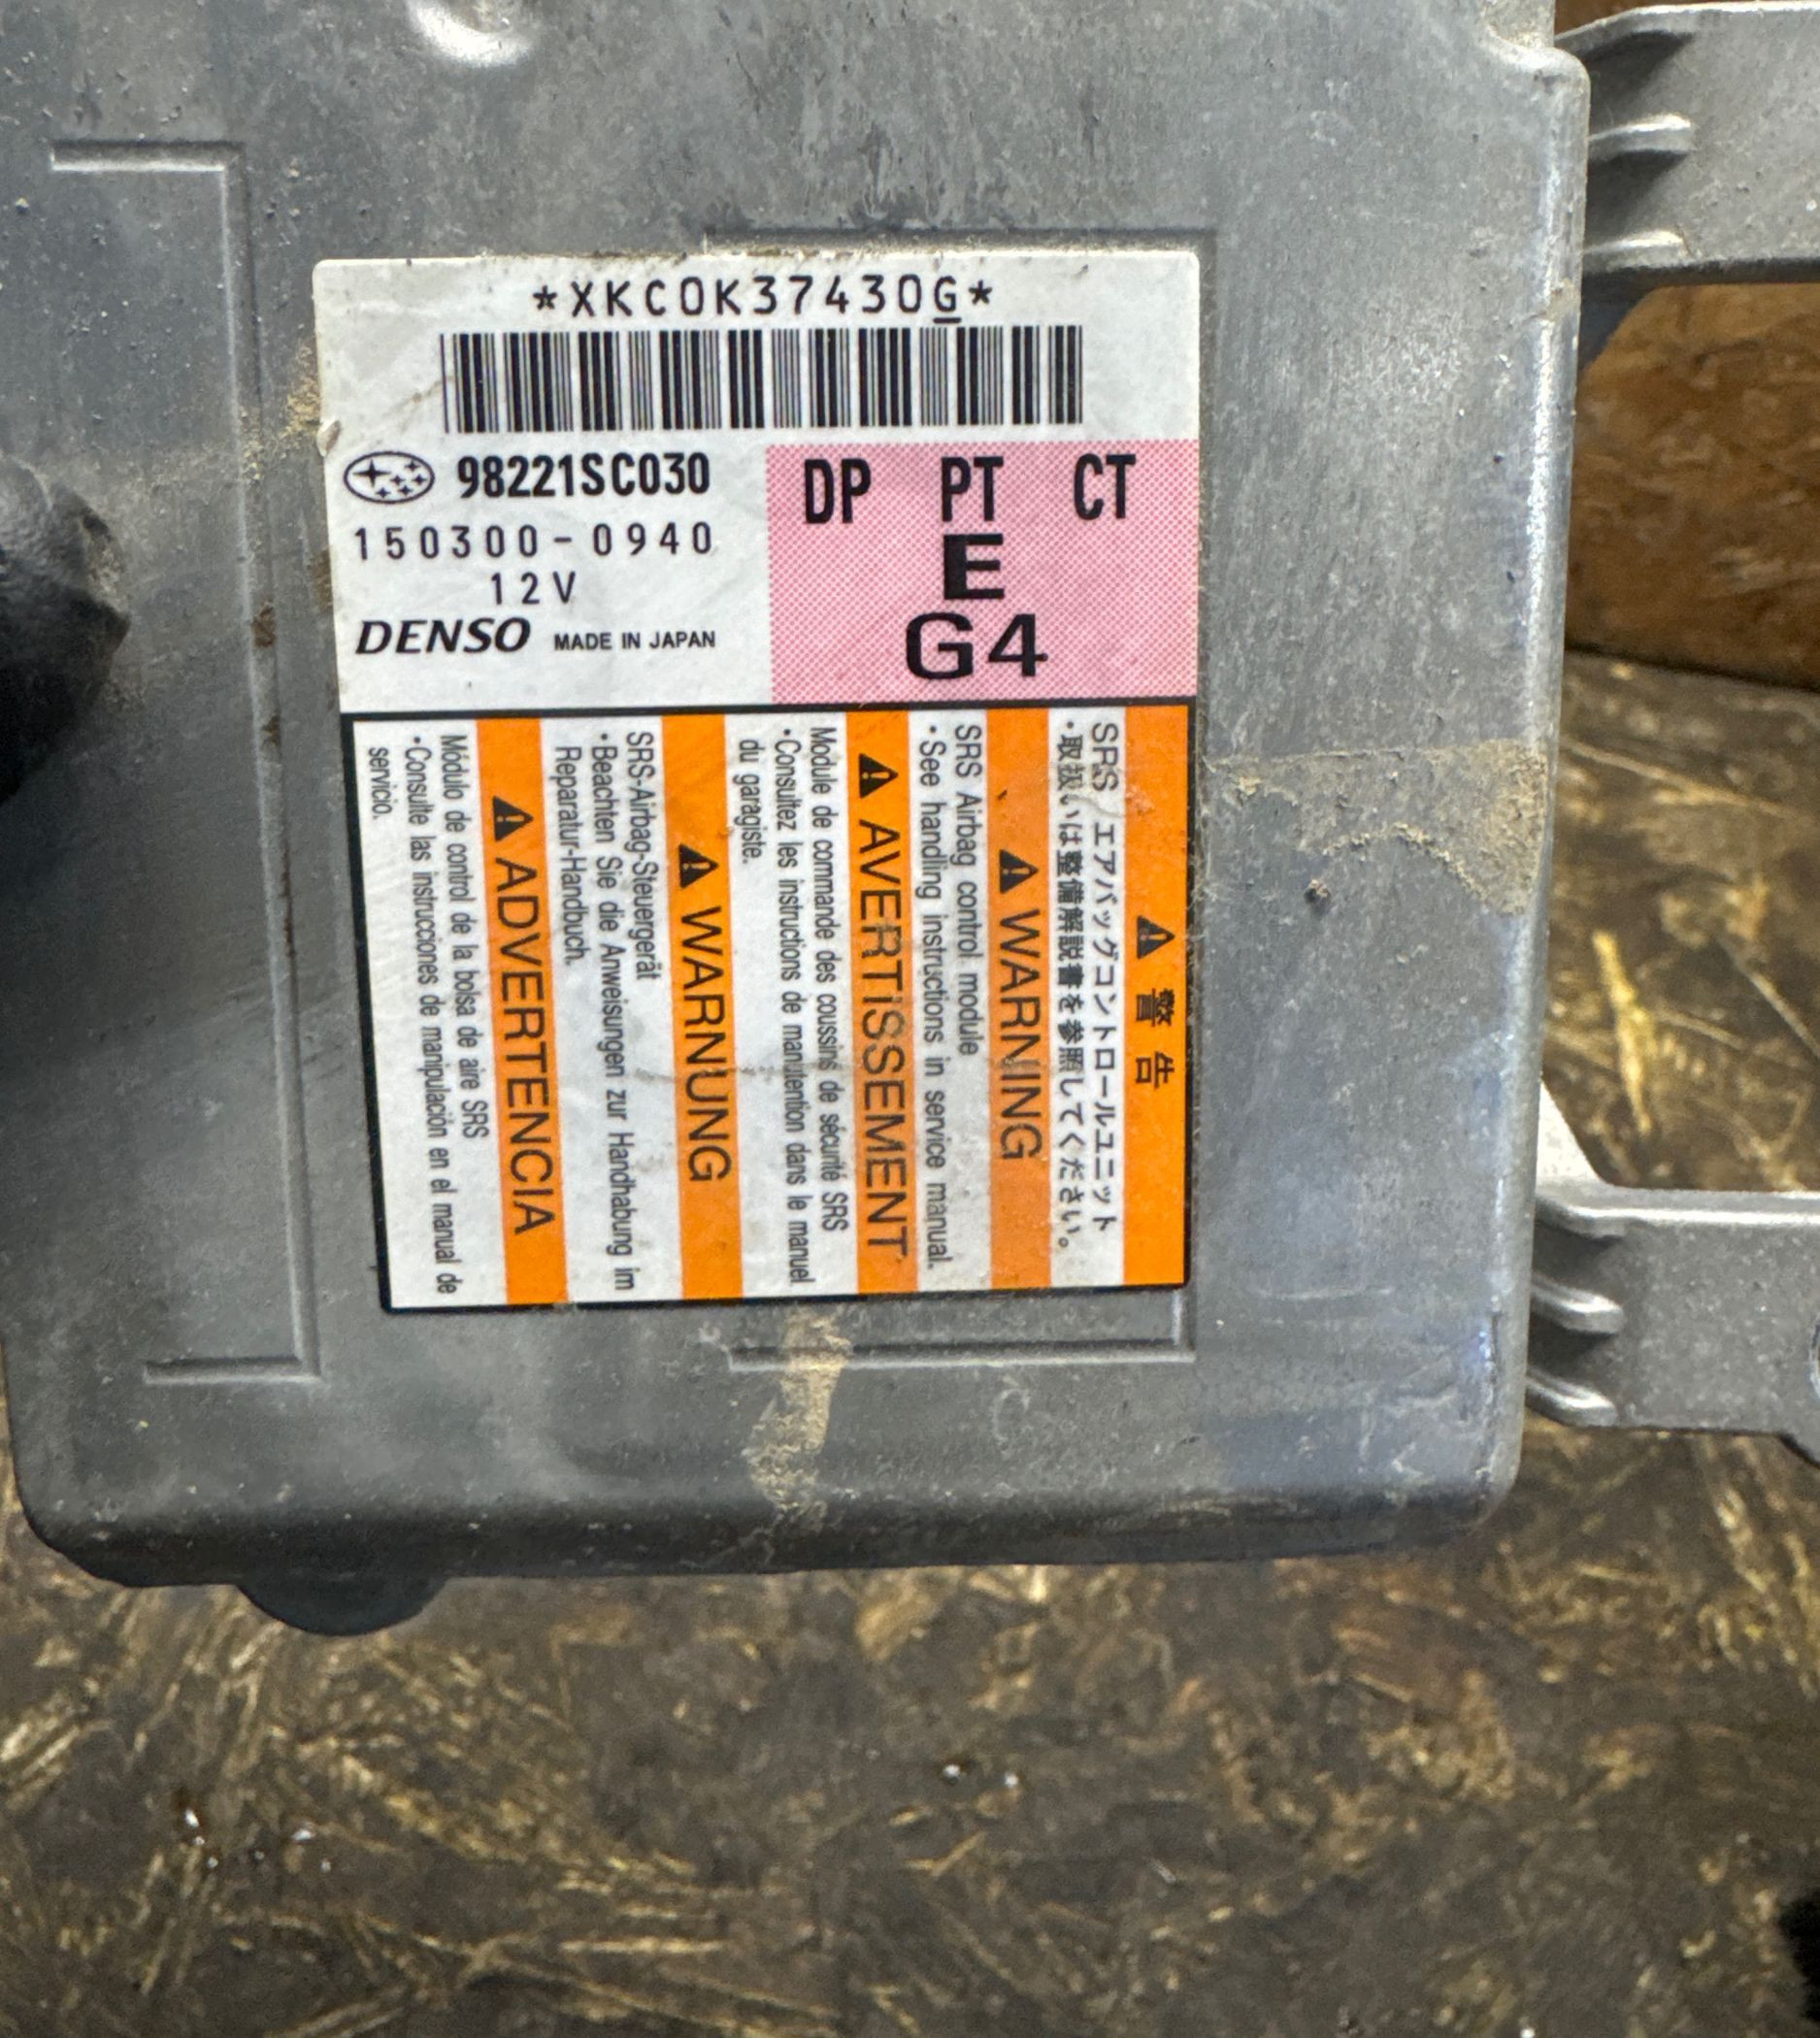 *XKC0K37430G*
98221SC030
150300-0940
12V
DENSO MADE IN JAPAN
DP PT CT
E
G4
警告
SRS エアバッグコントロールユニット
・取扱いは整備解説書を参照してください。
WARNING
SRS Airbag control module
・See handling instructions in service manual.
AVERTISSEMENT
Module de commande des coussins de sécurité SRS
・Consultez les instructions de manutention dans le manuel
du garagiste.
WARNUNG
SRS-Airbag-Steuergerät
・Beachten Sie die Anweisungen zur Handhabung im
Reparatur-Handbuch.
ADVERTENCIA
Módulo de control de la bolsa de aire SRS
・Consulte las instrucciones de manipulación en el manual de
servicio.